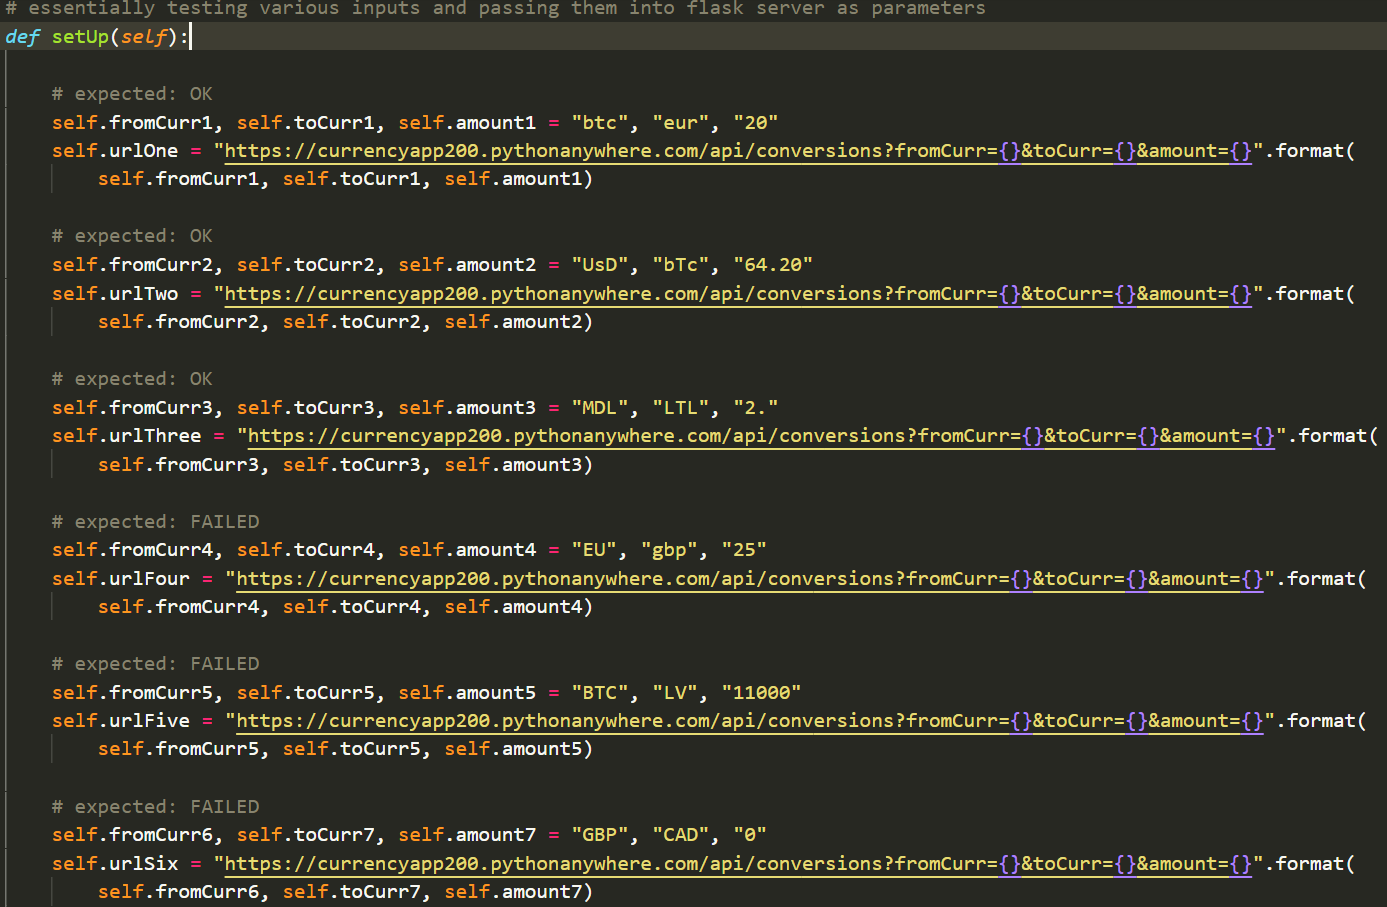 # essentially testing various inputs and passing them into flask server as parameters
def setUp(self):
# expected: OK
self.fromCurr1, self.toCurr1, self.amount1 = "btc", "eur", "20"
self.urlOne = "https://currencyapp200.pythonanywhere.com/api/conversions?fromCurr={}&toCurr={}&amount={}".format(
self.fromCurr1, self.toCurr1, self.amount1)
# expected: OK
self.fromCurr2, self.toCurr2, self.amount2 = "UsD", "bTc", "64.20"
self.urlTwo = "https://currencyapp200.pythonanywhere.com/api/conversions?fromCurr={}&toCurr={}&amount={}".format(
self.fromCurr2, self.toCurr2, self.amount2)
# expected: OK
self.fromCurr3, self.toCurr3, self.amount3 = "MDL", "LTL", "2."
self.urlThree = "https://currencyapp200.pythonanywhere.com/api/conversions?fromCurr={}&toCurr={}&amount={}".format(
self.fromCurr3, self.toCurr3, self.amount3)
# expected: FAILED
self.fromCurr4, self.toCurr4, self.amount4 = "EU", "gbp", "25"
self.urlFour = "https://currencyapp200.pythonanywhere.com/api/conversions?fromCurr={}&toCurr={}&amount={}".format(
self.fromCurr4, self.toCurr4, self.amount4)
# expected: FAILED
self.fromCurr5, self.toCurr5, self.amount5 = "BTC", "LV", "11000"
self.urlFive = "https://currencyapp200.pythonanywhere.com/api/conversions?fromCurr={}&toCurr={}&amount={}".format(
self.fromCurr5, self.toCurr5, self.amount5)
# expected: FAILED
self.fromCurr6, self.toCurr7, self.amount7 = "GBP", "CAD", "0"
self.urlSix = "https://currencyapp200.pythonanywhere.com/api/conversions?fromCurr={}&toCurr={}&amount={}".format(
self.fromCurr6, self.toCurr7, self.amount7)